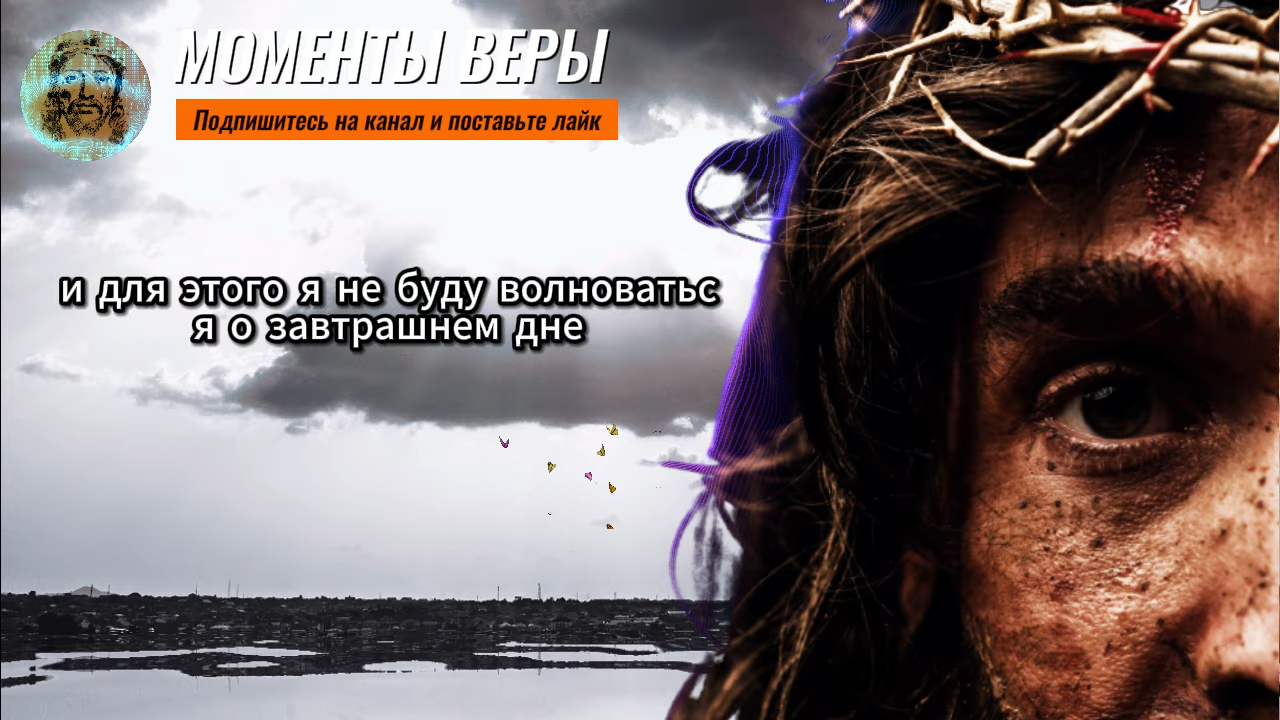 МОМЕНТЫ ВЕРЫ
Подпишитесь на канал и поставьте лайк
и для этого я не буду волноватьс
я о завтрашнем дне